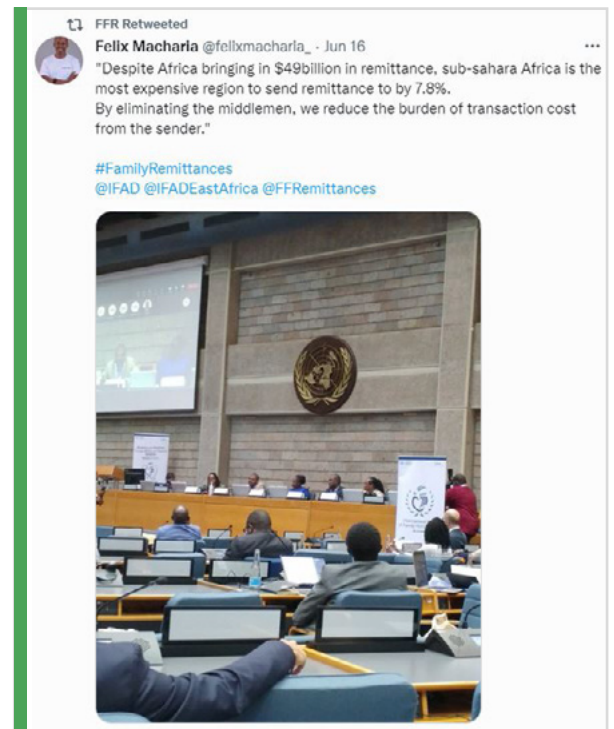 FFR Retweeted
Felix Macharia @felixmacharia_ · Jun 16
"Despite Africa bringing in $49billion in remittance, sub-sahara Africa is the
most expensive region to send remittance to by 7.8%.
By eliminating the middlemen, we reduce the burden of transaction cost
from the sender."
#FamilyRemittances
@IFAD @IFADEastAfrica @FFRemittances